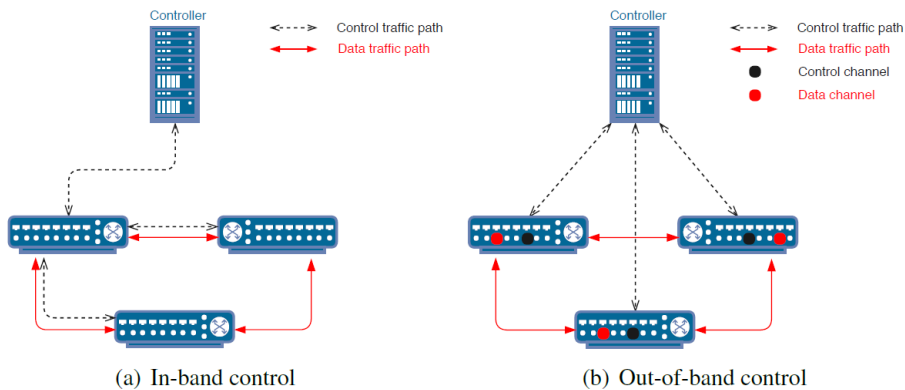 Controller
Control traffic path
Data traffic path
(a) In-band control
Controller
Control traffic path
Data traffic path
Control channel
Data channel
(b) Out-of-band control